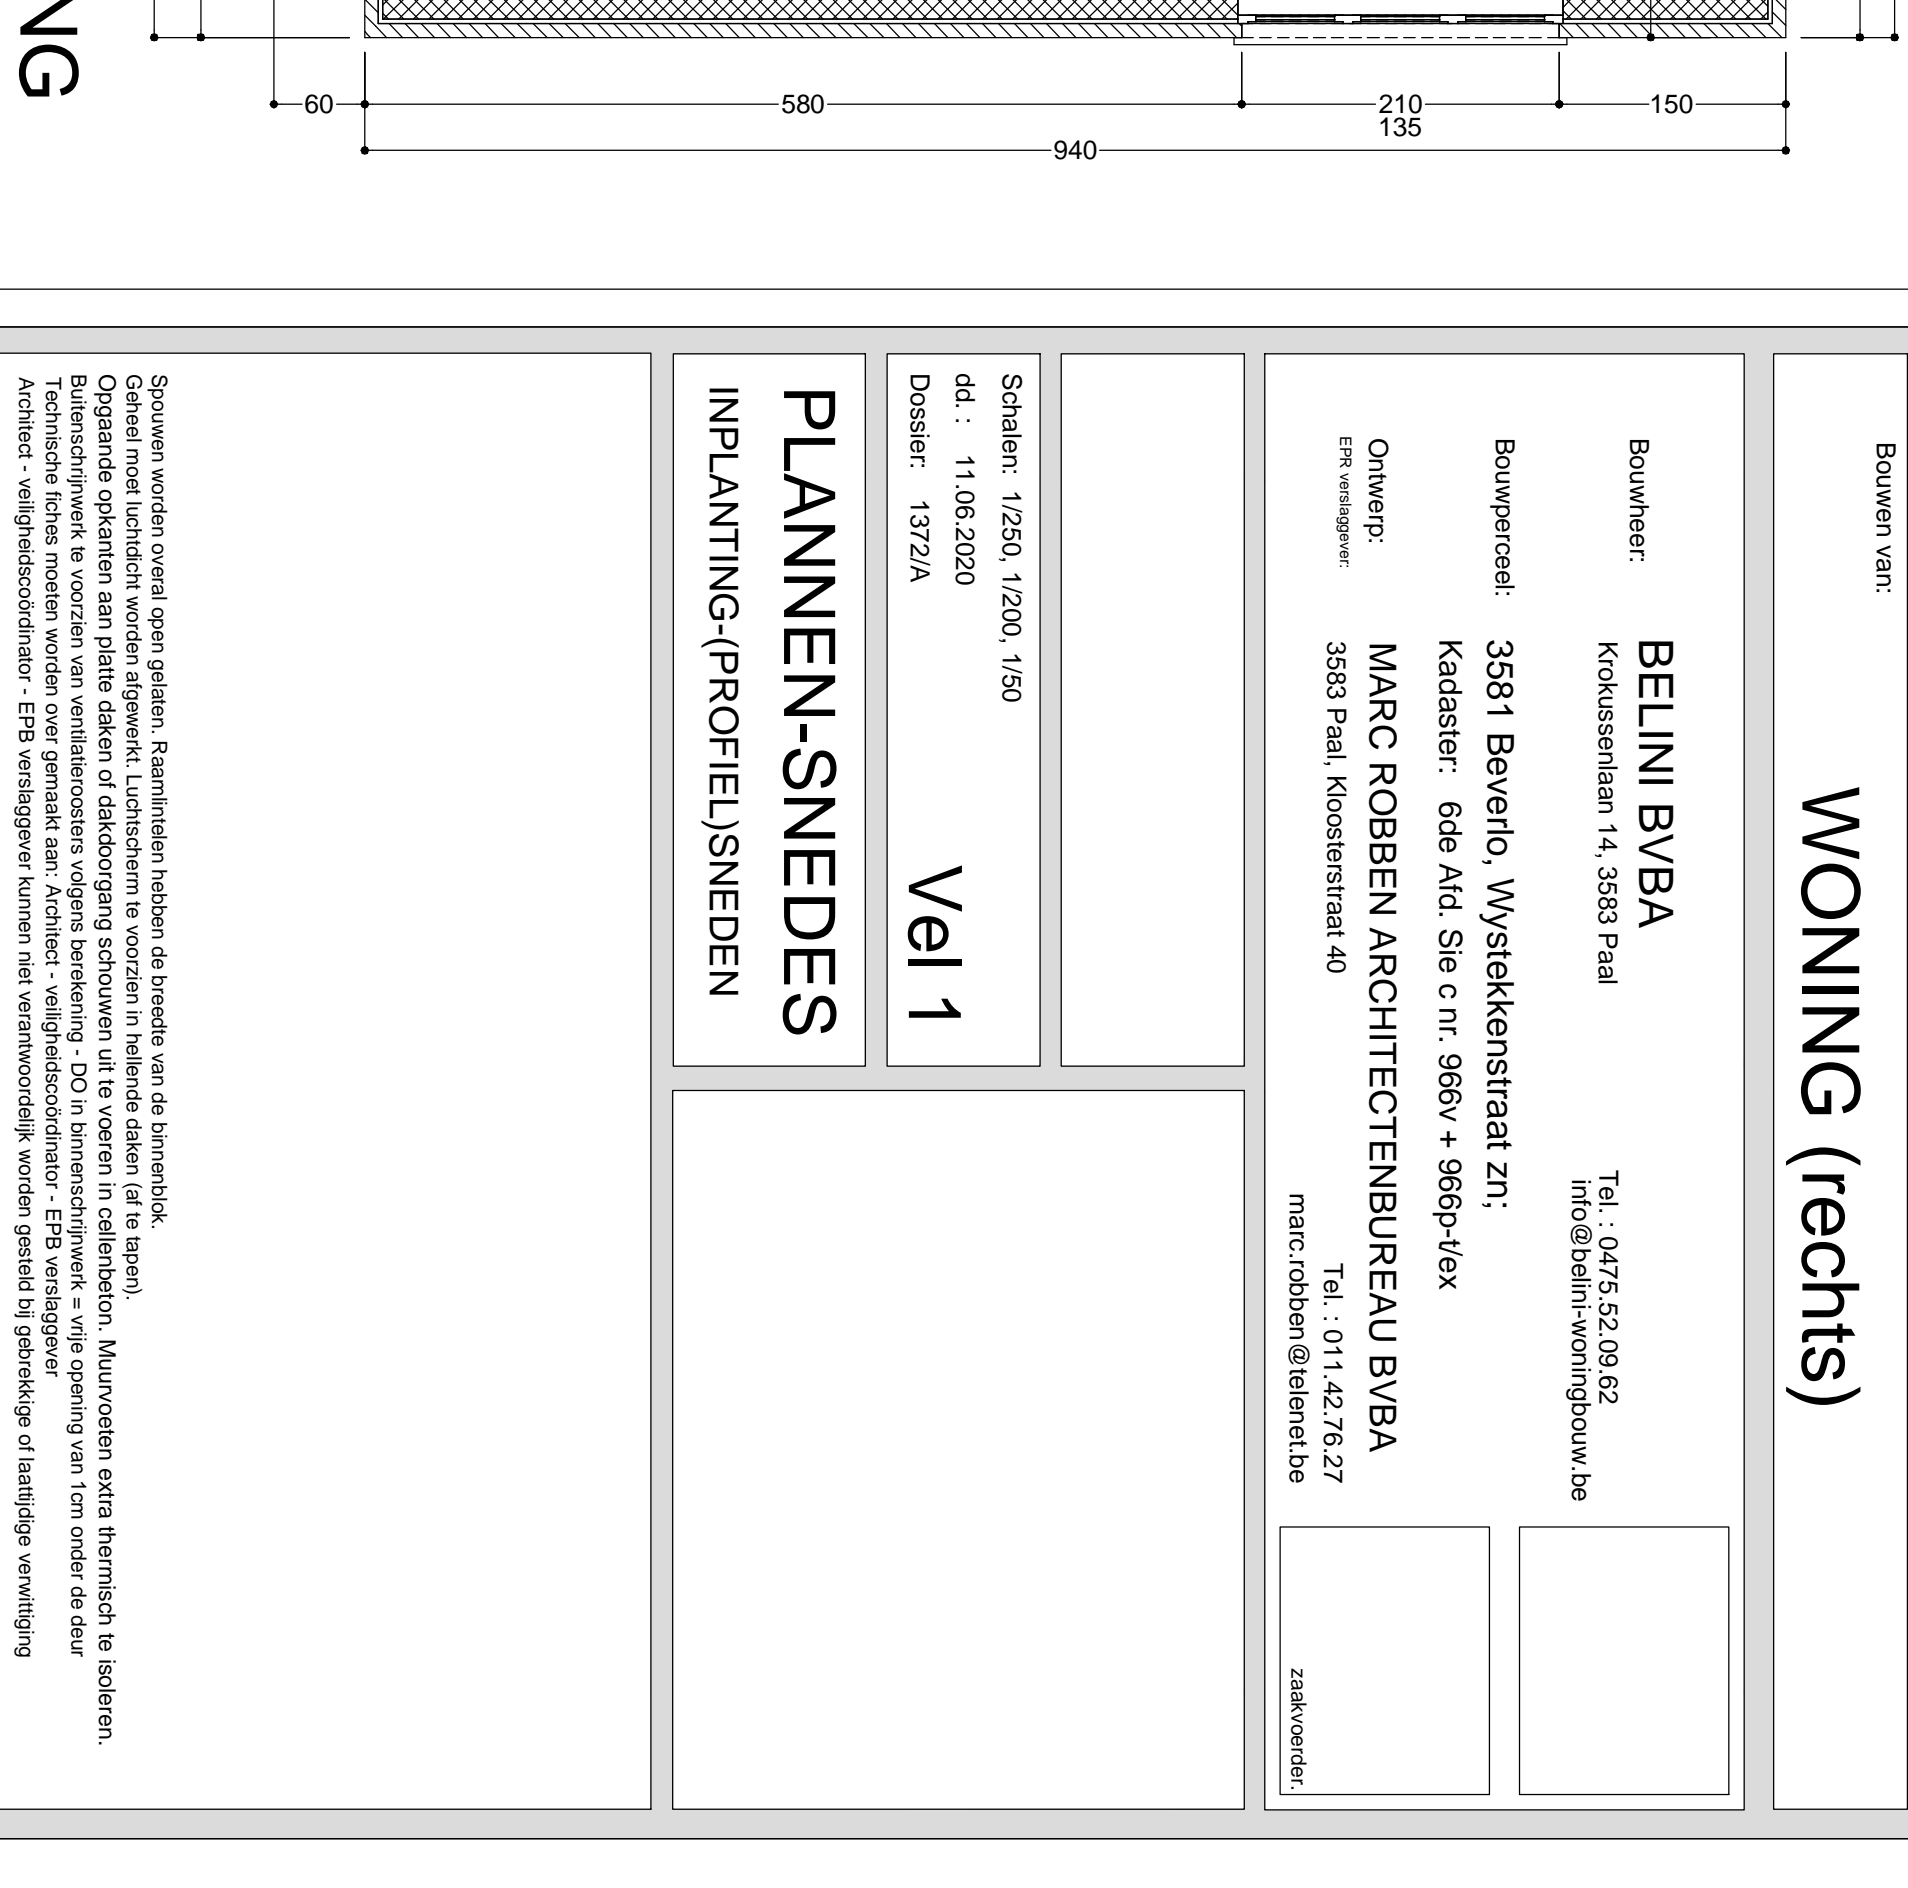 NG
60
580
210
135
150
940
Bouwen van:
WONING (rechts)
Bouwheer:
BELINI BVBA
Krokussenlaan 14, 3583 Paal
Tel. : 0475.52.09.62
info@belini-woningbouw.be
Bouwperceel:
3581 Beverlo, Wystekkenstraat zn;
Kadaster: 6de Afd. Sie c nr. 966v + 966p-t/ex
Ontwerp:
MARC ROBBEN ARCHITECTENBUREAU BVBA
EPR verslaggever:
3583 Paal, Kloosterstraat 40
Tel. : 011.42.76.27
marc.robben@telenet.be
zaakvoerder.
Schalen: 1/250, 1/200, 1/50
dd. : 11.06.2020
Dossier: 1372/A
Vel 1
PLANNEN-SNEDES
INPLANTING-(PROFIEL)SNEDEN
Spouwen worden overal open gelaten. Raamlintelen hebben de breedte van de binnenblok.
Geheel moet luchtdicht worden afgewerkt. Luchtscherm te voorzien in hellende daken (af te tapen).
Opgaande opkanten aan platte daken of dakdoorgang schouwen uit te voeren in cellenbeton. Muurvoeten extra thermisch te isoleren.
Buitenschrijnwerk te voorzien van ventilatieroosters volgens berekening - DO in binnenschrijnwerk = vrije opening van 1cm onder de deur
Technische fiches moeten worden over gemaakt aan: Architect - veiligheidscoördinator - EPB verslaggever
Architect - veiligheidscoördinator - EPB verslaggever kunnen niet verantwoordelijk worden gesteld bij gebrekkige of laattijdige verwittiging